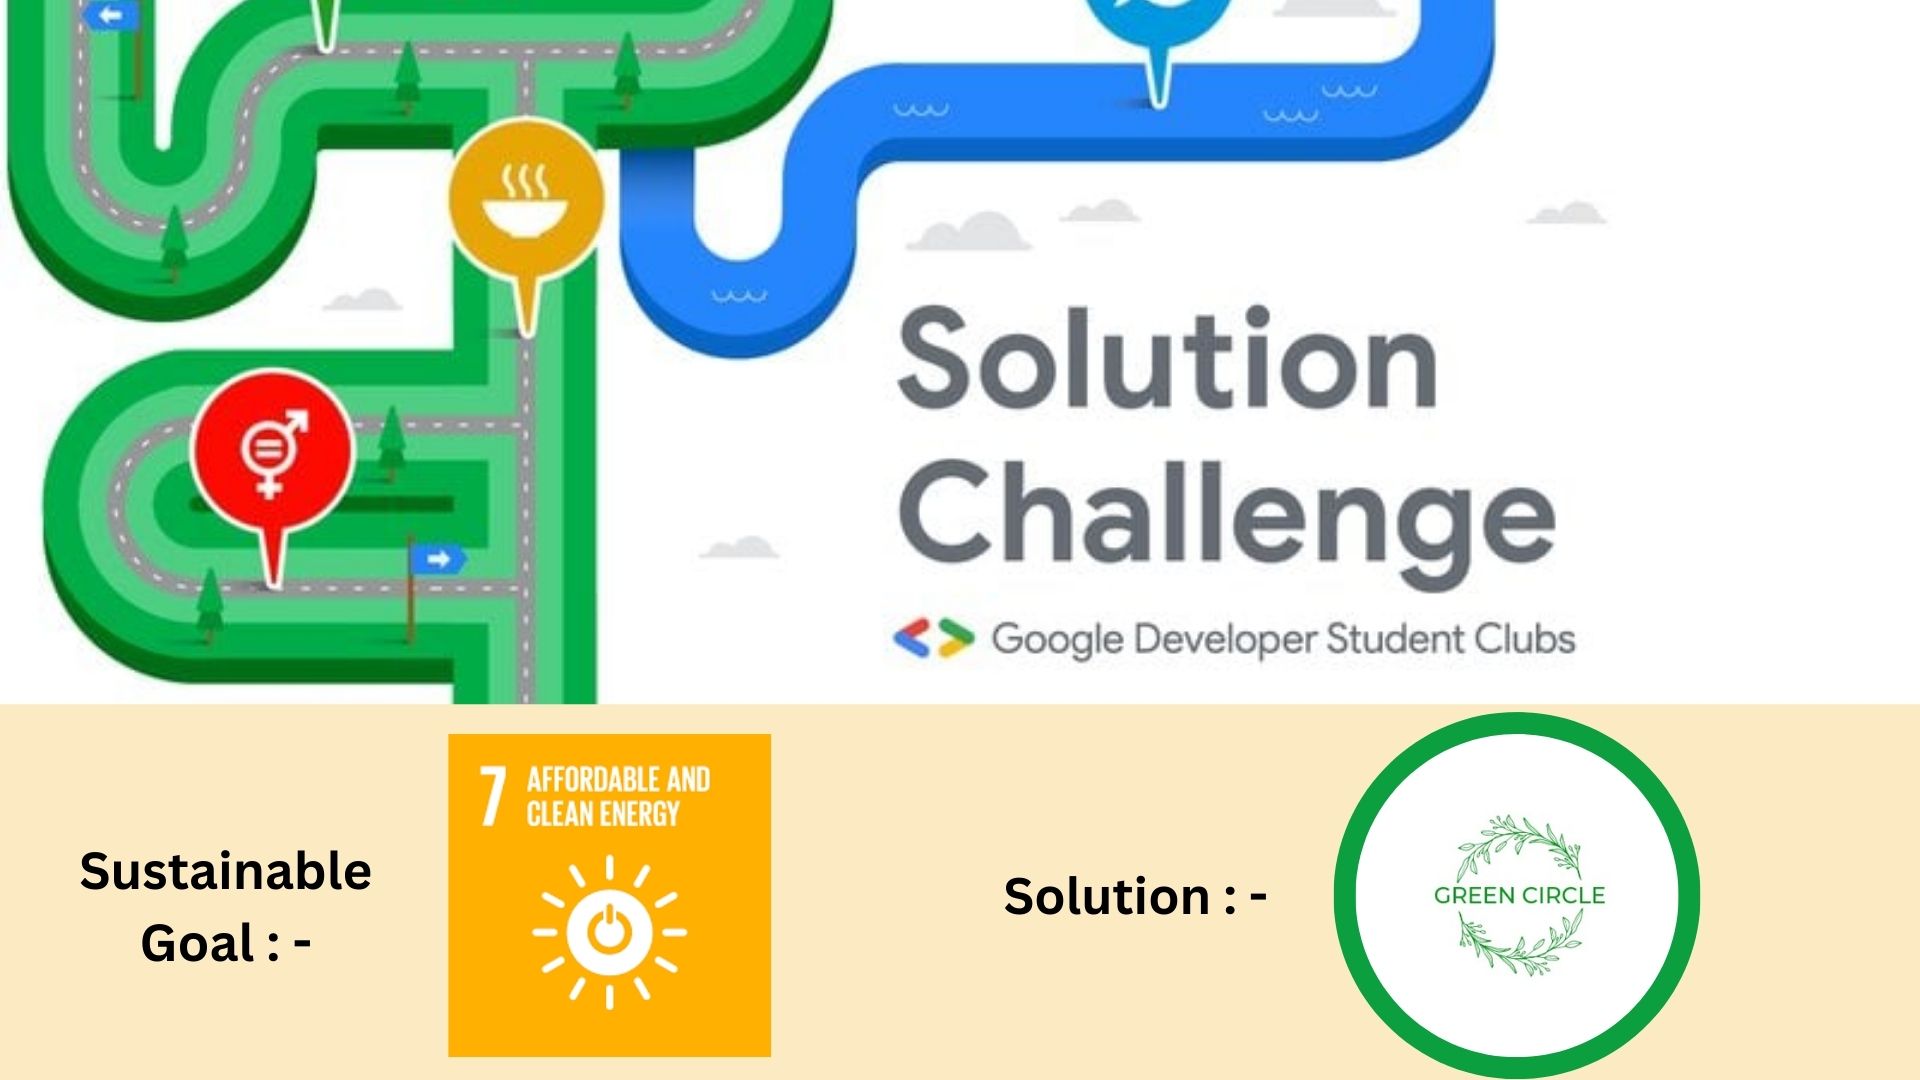 Solution
Challenge
Google Developer Student Clubs
Sustainable
Goal : -
7 AFFORDABLE AND
CLEAN ENERGY
Solution : -
GREEN CIRCLE